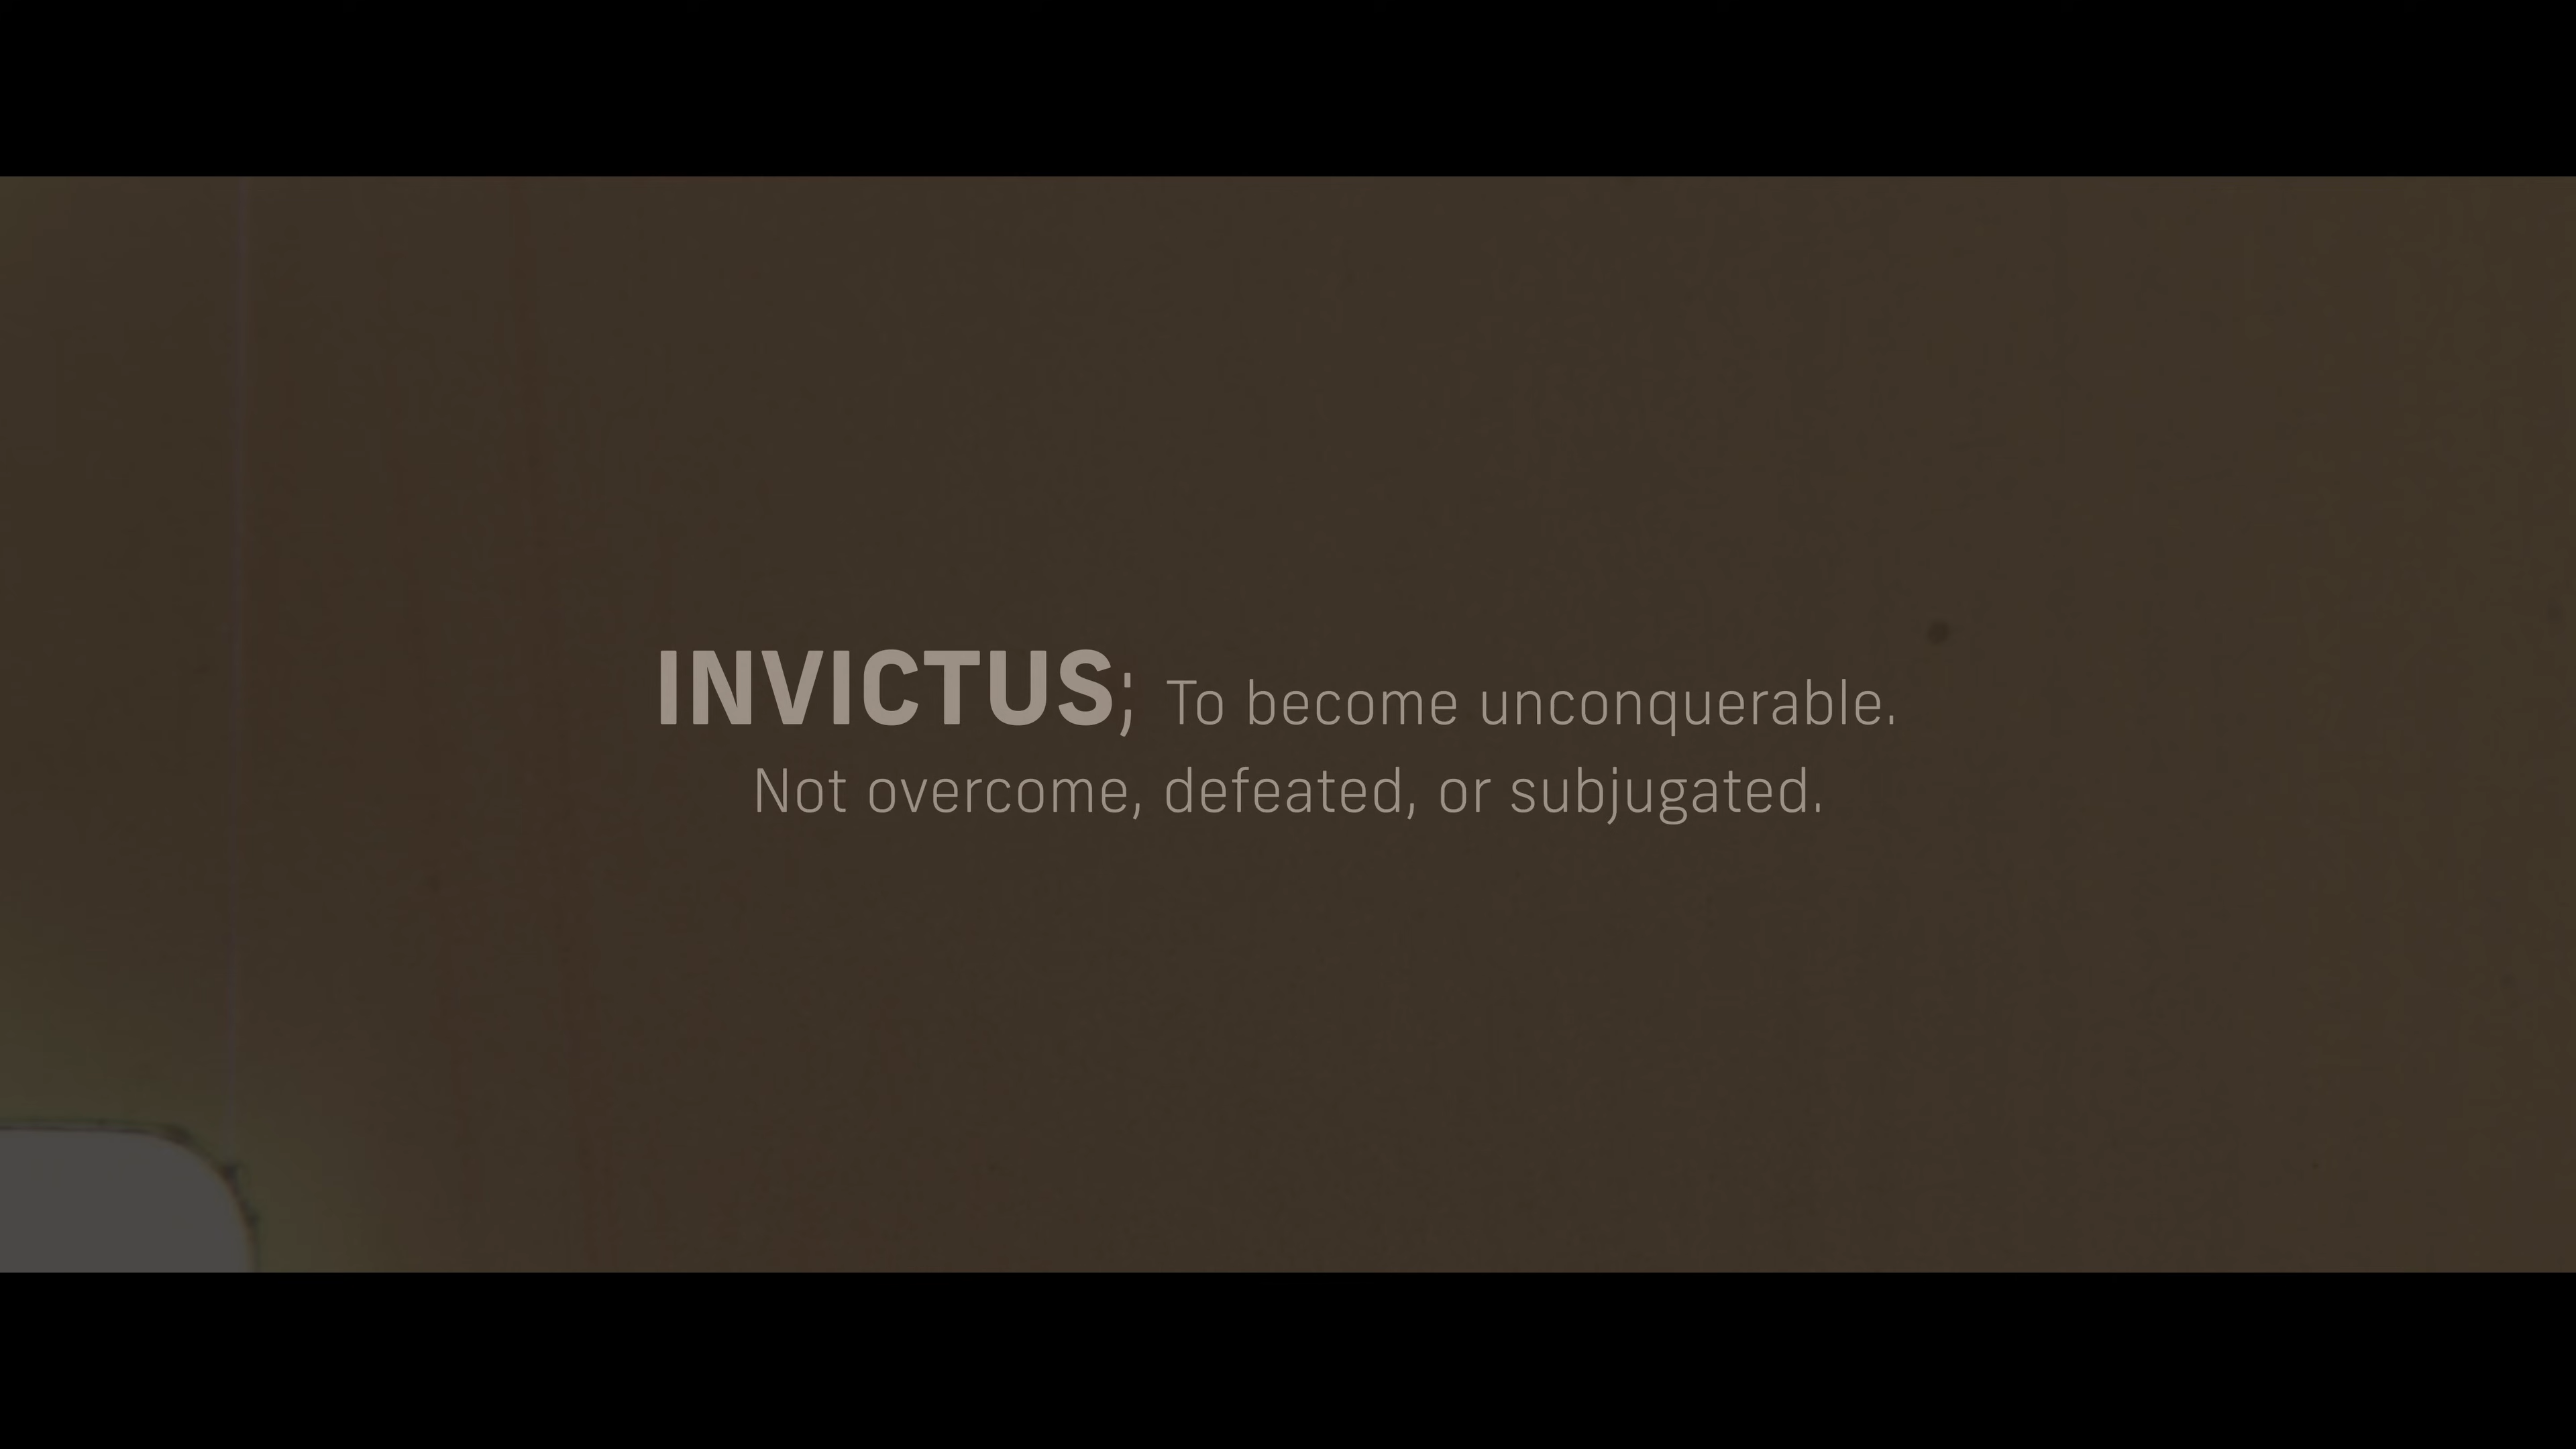 INVICTUS; To become unconquerable.
Not overcome, defeated, or subjugated.